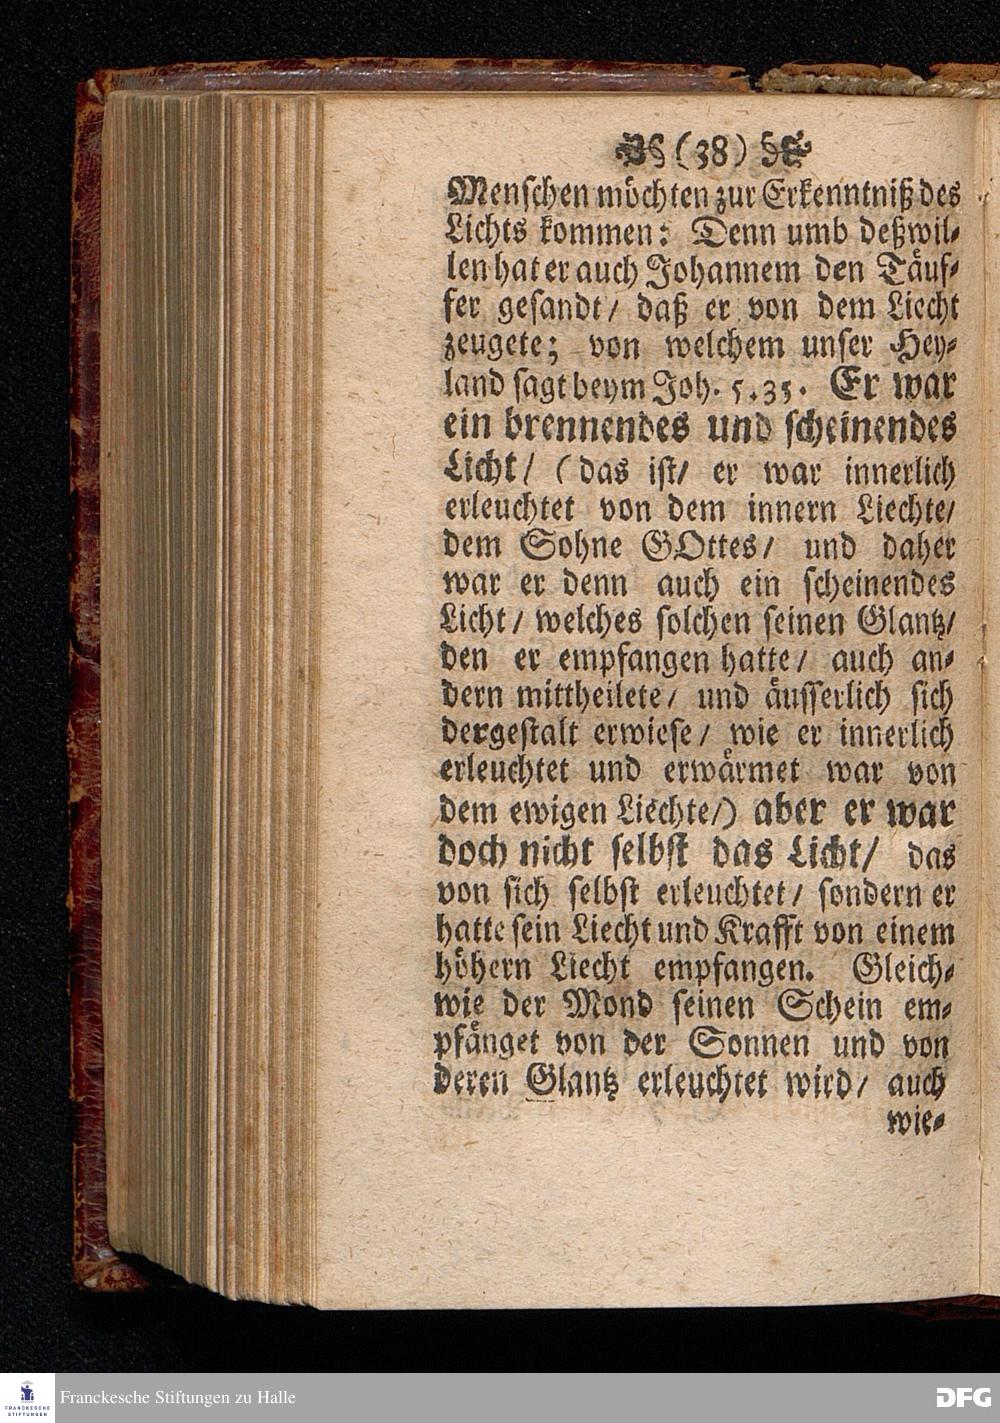 (38)
Menschen möchten zur Erkenntniß des
Lichts kommen: Denn umb deßwil-
len hat er auch Johannem den Täuf-
fer gesandt/ daß er von dem Liecht
zeugete; von welchem unser Hey-
land sagt beym Joh. 5. 35. Er war
ein brennendes und scheinendes
Licht/ (das ist/ er war innerlich
erleuchtet von dem innern Liechte/
dem Sohne GOttes/ und daher
war er denn auch ein scheinendes
Licht/ welches solchen seinen Glantz/
den er empfangen hatte/ auch an-
dern mittheilete/ und äusserlich sich
dergestalt erwiese/ wie er innerlich
erleuchtet und erwärmet war von
dem ewigen Liechte/) aber er war
doch nicht selbst das Licht/ das
von sich selbst erleuchtet/ sondern er
hatte sein Liecht und Krafft von einem
höhern Liecht empfangen. Gleich-
wie der Mond seinen Schein em-
pfänget von der Sonnen und von
deren Glantz erleuchtet wird/ auch
wie-
FRANCKESCHE STIFTUNGEN
Franckesche Stiftungen zu Halle
DFG